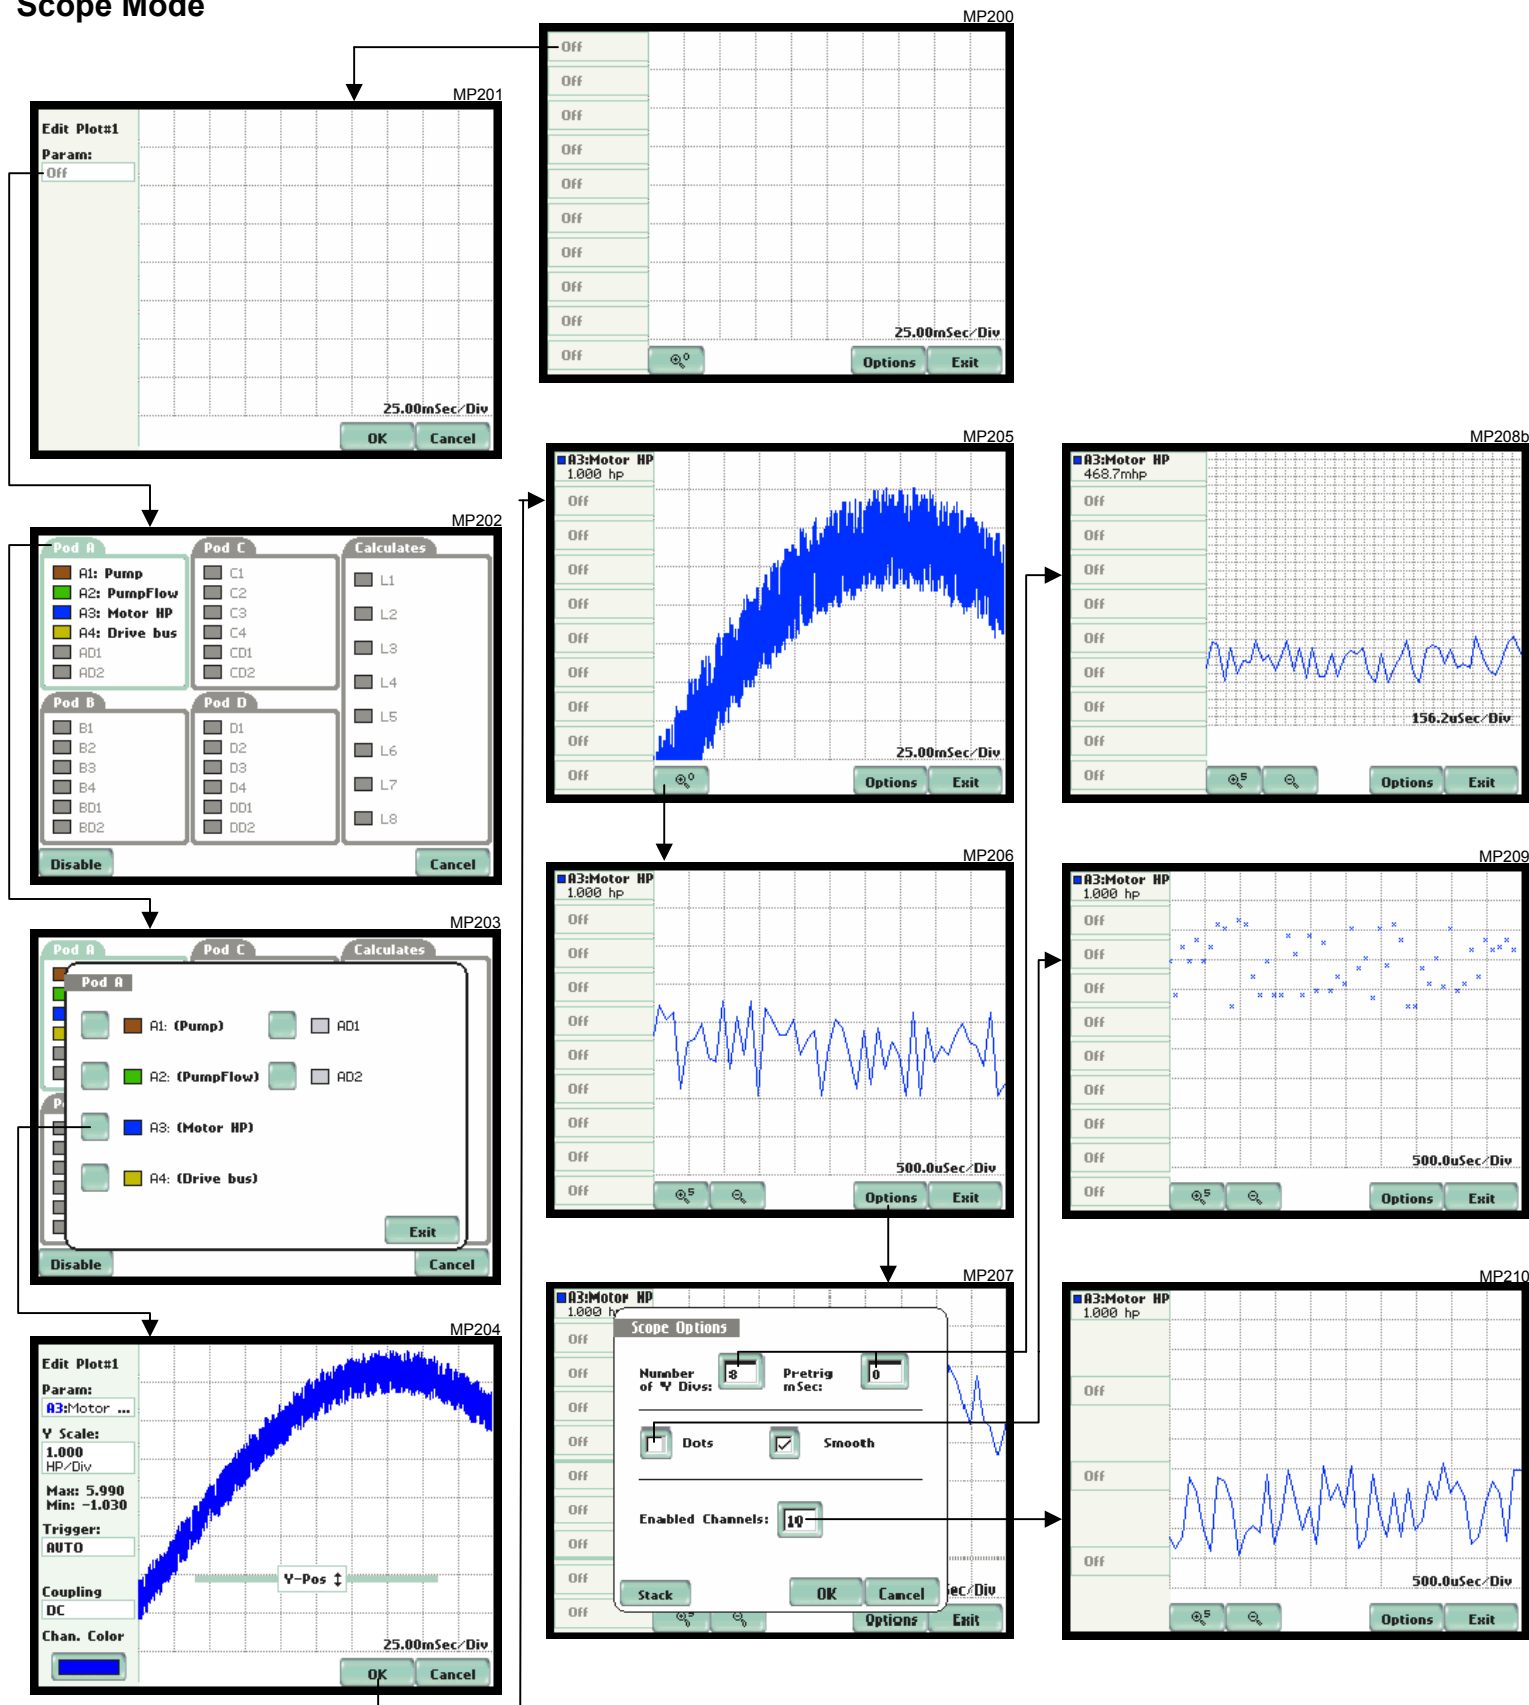 Scope Mode
MP200
Off
Off
Off
Off
Off
Off
Off
Off
Off
25.00mSec/Div
Off
0
Options
Exit
MP201
Edit Plot#1
Param:
Off
25.00mSec/Div
OK
Cancel
MP202
Pod A
Pod C
Calculates
A1: Pump
A2: PumpFlow
A3: Motor HP
A4: Drive bus
AD1
AD2
C1
C2
C3
C4
CD1
CD2
L1
L2
L3
L4
L5
L6
L7
L8
Pod B
Pod D
B1
B2
B3
B4
BD1
BD2
D1
D2
D3
D4
DD1
DD2
Disable
Cancel
MP203
Pod A
Pod C
Calculates
Pod A
A1: (Pump)
AD1
A2: (PumpFlow)
AD2
A3: (Motor HP)
A4: (Drive bus)
Exit
P
Disable
Cancel
MP204
Edit Plot#1
Param:
A3:Motor ...
Y Scale:
1.000
HP/Div
Max: 5.990
Min: -1.030
Trigger:
AUTO
Y-Pos
Coupling
DC
Chan. Color
25.00mSec/Div
OK
Cancel
MP205
A3:Motor HP
1.000 hp
Off
Off
Off
Off
Off
Off
Off
Off
25.00mSec/Div
Off
0
Options
Exit
MP206
A3:Motor HP
1.000 hp
Off
Off
Off
Off
Off
Off
Off
Off
500.0uSec/Div
Off
5
Options
Exit
MP207
A3:Motor HP
1.000 h
Scope Options
Off
Off
Off
Off
Off
Off
Off
Off
Off
Number
of Y Divs:
8
Pretrig
mSec:
0
Dots
Smooth
Enabled Channels:
10
Stack
OK
Cancel
ec/Div
5
Options
Exit
MP208b
A3:Motor HP
468.7mhp
Off
Off
Off
Off
Off
Off
Off
156.2uSec/Div
Off
Off
5
Options
Exit
MP209
A3:Motor HP
1.000 hp
Off
Off
Off
Off
Off
Off
Off
Off
500.0uSec/Div
Off
5
Options
Exit
MP210
A3:Motor HP
1.000 hp
Off
Off
Off
500.0uSec/Div
5
Options
Exit